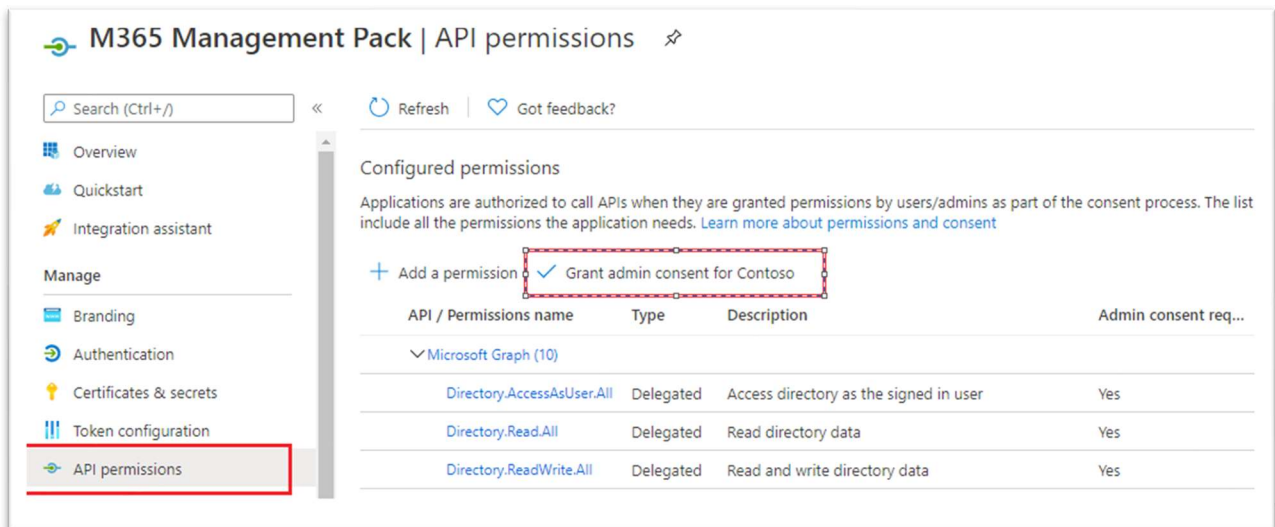 M365 Management Pack | API permissions
Search (Ctrl+/)
«
Refresh
Got feedback?
Overview
Quickstart
Integration assistant
Manage
Branding
Authentication
Certificates & secrets
Token configuration
API permissions
Configured permissions
Applications are authorized to call APIs when they are granted permissions by users/admins as part of the consent process. The list
include all the permissions the application needs. Learn more about permissions and consent
Add a permission
Grant admin consent for Contoso
API / Permissions name Type Description Admin consent req...
Microsoft Graph (10)
Directory.AccessAsUser.All Delegated Access directory as the signed in user Yes
Directory.Read.All Delegated Read directory data Yes
Directory.ReadWrite.All Delegated Read and write directory data Yes